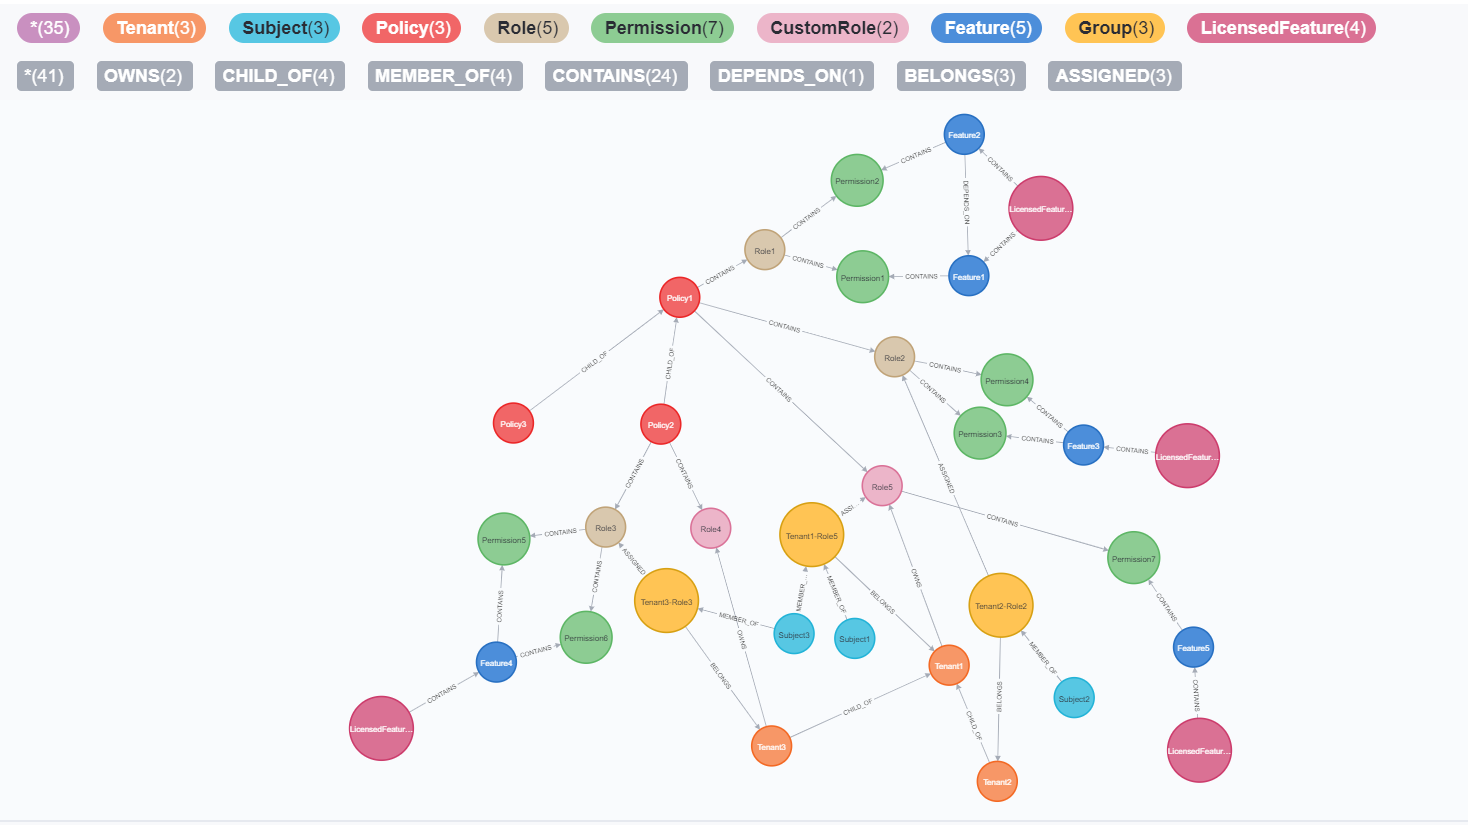 *(35) Tenant(3) Subject(3) Policy(3) Role(5) Permission(7) CustomRole(2) Feature(5) Group(3) LicensedFeature(4)
*(41) OWNS(2) CHILD_OF(4) MEMBER_OF(4) CONTAINS(24) DEPENDS_ON(1) BELONGS(3) ASSIGNED(3)
Feature2
CONTAINS
CONTAINS
Permission2
DEPENDS_ON
LicensedFeatur...
CONTAINS
Role1
CONTAINS
CONTAINS
CONTAINS
Permission1
CONTAINS
Feature1
Policy1
CONTAINS
CHILD_OF
CHILD_OF
Role2
CONTAINS
Permission4
CONTAINS
CONTAINS
CONTAINS
Policy3
Policy2
Permission3
CONTAINS
Feature3
CONTAINS
LicensedFeatur...
CONTAINS
CONTAINS
ASSIGNED
Role5
ASSI...
CONTAINS
Permission5
CONTAINS
Role3
Role4
Tenant1-Role5
Permission7
ASSIGNED
CONTAINS
CONTAINS
OWNS
Tenant3-Role3
MEMBER_...
MEMBER_OF
BELONGS
Tenant2-Role2
CONTAINS
MEMBER_OF
OWNS
Subject3
Subject1
Permission6
CONTAINS
Feature4
Feature5
Tenant1
MEMBER_OF
BELONGS
BELONGS
Subject2
CONTAINS
CONTAINS
CHILD_OF
CHILD_OF
LicensedFeatur...
Tenant3
LicensedFeatur...
Tenant2